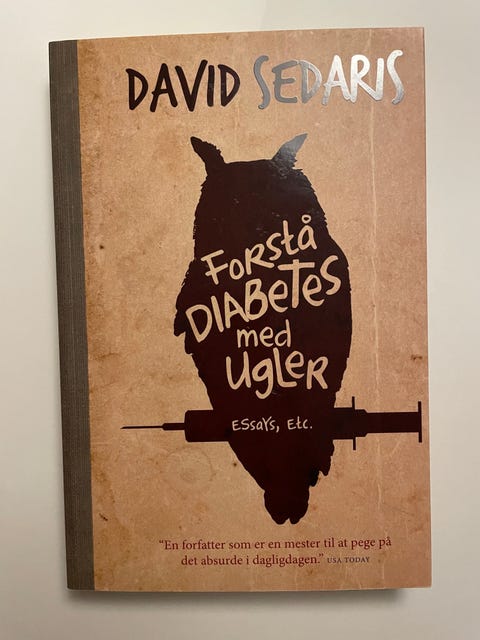 DAVID SEDARIS
FORSTÅ
DIABETES
med
UGLER
ESSAYS, ETC.
“En forfatter som er en mester til at pege på
det absurde i dagligdagen.” USA TODAY